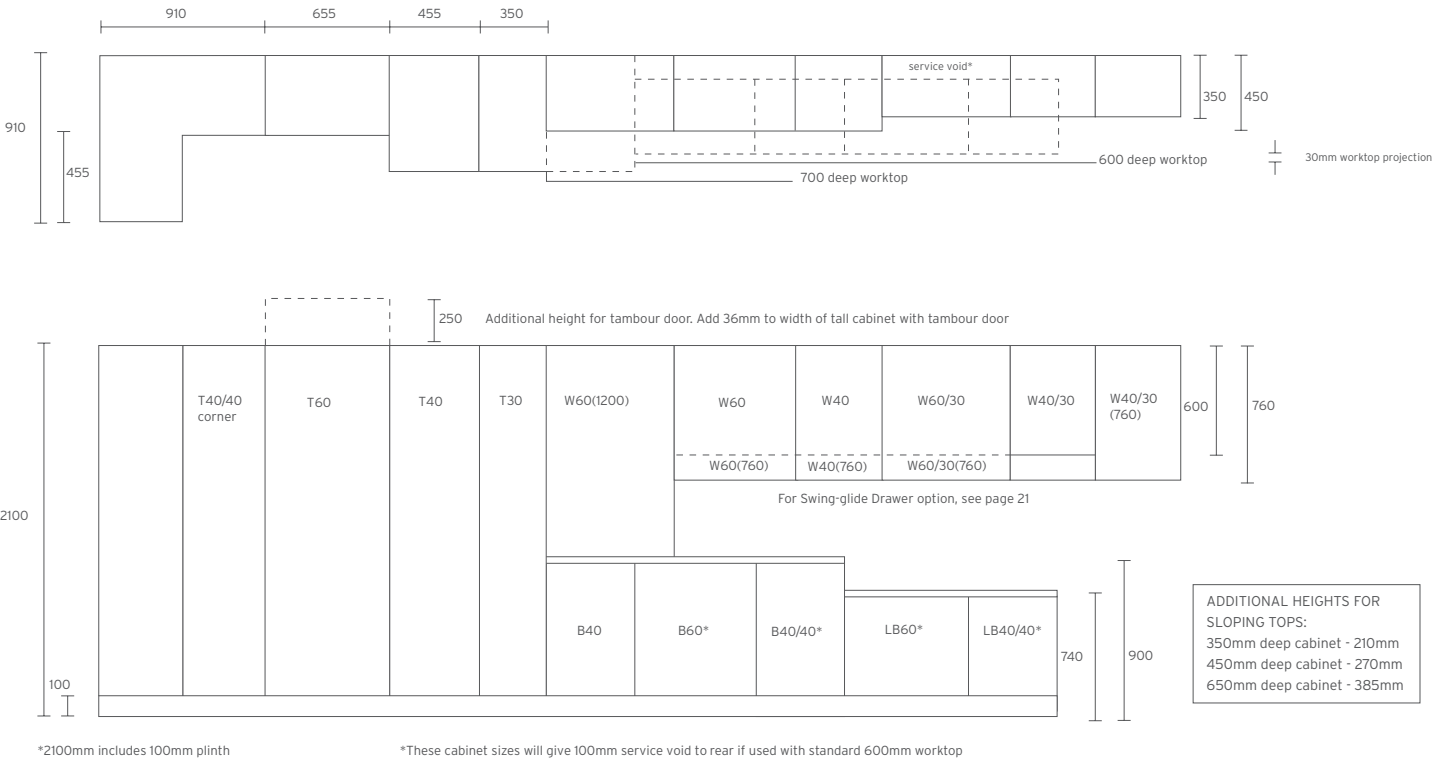 910 655 455 350
service void*
350 450
910
455
600 deep worktop
30mm worktop projection
700 deep worktop
250 Additional height for tambour door. Add 36mm to width of tall cabinet with tambour door
T40/40
corner
T60
T40
T30
W60(1200)
W60
W40
W60/30
W40/30
W40/30
(760)
600
760
W60(760)
W40(760)
W60/30(760)
For Swing-glide Drawer option, see page 21
2100
B40
B60*
B40/40*
LB60*
LB40/40*
740
900
100
ADDITIONAL HEIGHTS FOR
SLOPING TOPS:
350mm deep cabinet - 210mm
450mm deep cabinet - 270mm
650mm deep cabinet - 385mm
*2100mm includes 100mm plinth
*These cabinet sizes will give 100mm service void to rear if used with standard 600mm worktop